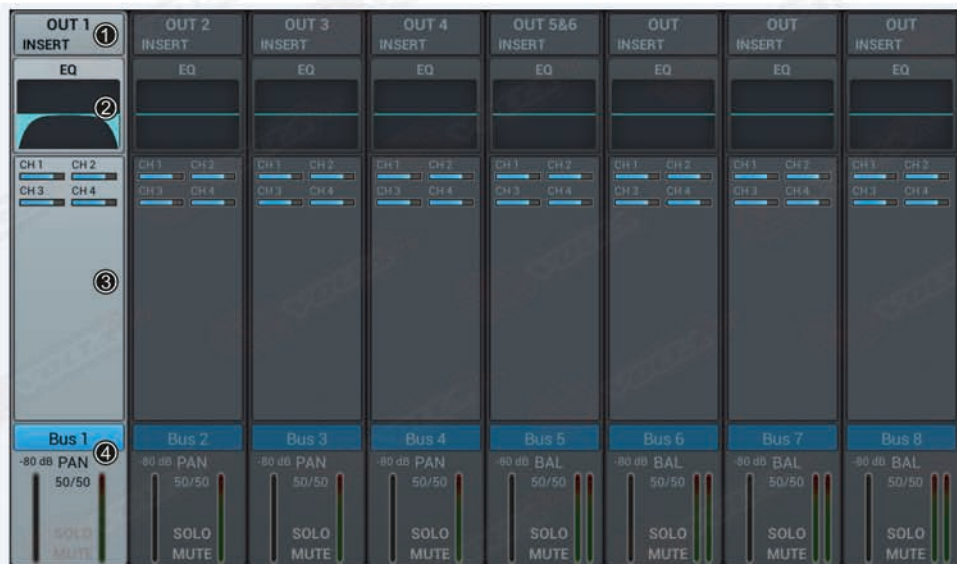 OUT 1 ① OUT 2 OUT 3 OUT 4 OUT 5&6 OUT OUT OUT
INSERT INSERT INSERT INSERT INSERT INSERT INSERT INSERT
EQ EQ EQ EQ EQ EQ EQ EQ
②
CH 1 CH 2 CH 1 CH 2 CH 1 CH 2 CH 1 CH 2 CH 1 CH 2 CH 1 CH 2 CH 1 CH 2 CH 1 CH 2
CH 3 CH 4 CH 3 CH 4 CH 3 CH 4 CH 3 CH 4 CH 3 CH 4 CH 3 CH 4 CH 3 CH 4 CH 3 CH 4
③
Bus 1 Bus 2 Bus 3 Bus 4 Bus 5 Bus 6 Bus 7 Bus 8
④
-80 dB PAN -80 dB PAN -80 dB PAN -80 dB PAN -80 dB BAL -80 dB BAL -80 dB BAL -80 dB BAL
50/50 50/50 50/50 50/50 50/50 50/50 50/50 50/50
SOLO SOLO SOLO SOLO SOLO SOLO SOLO SOLO
MUTE MUTE MUTE MUTE MUTE MUTE MUTE MUTE